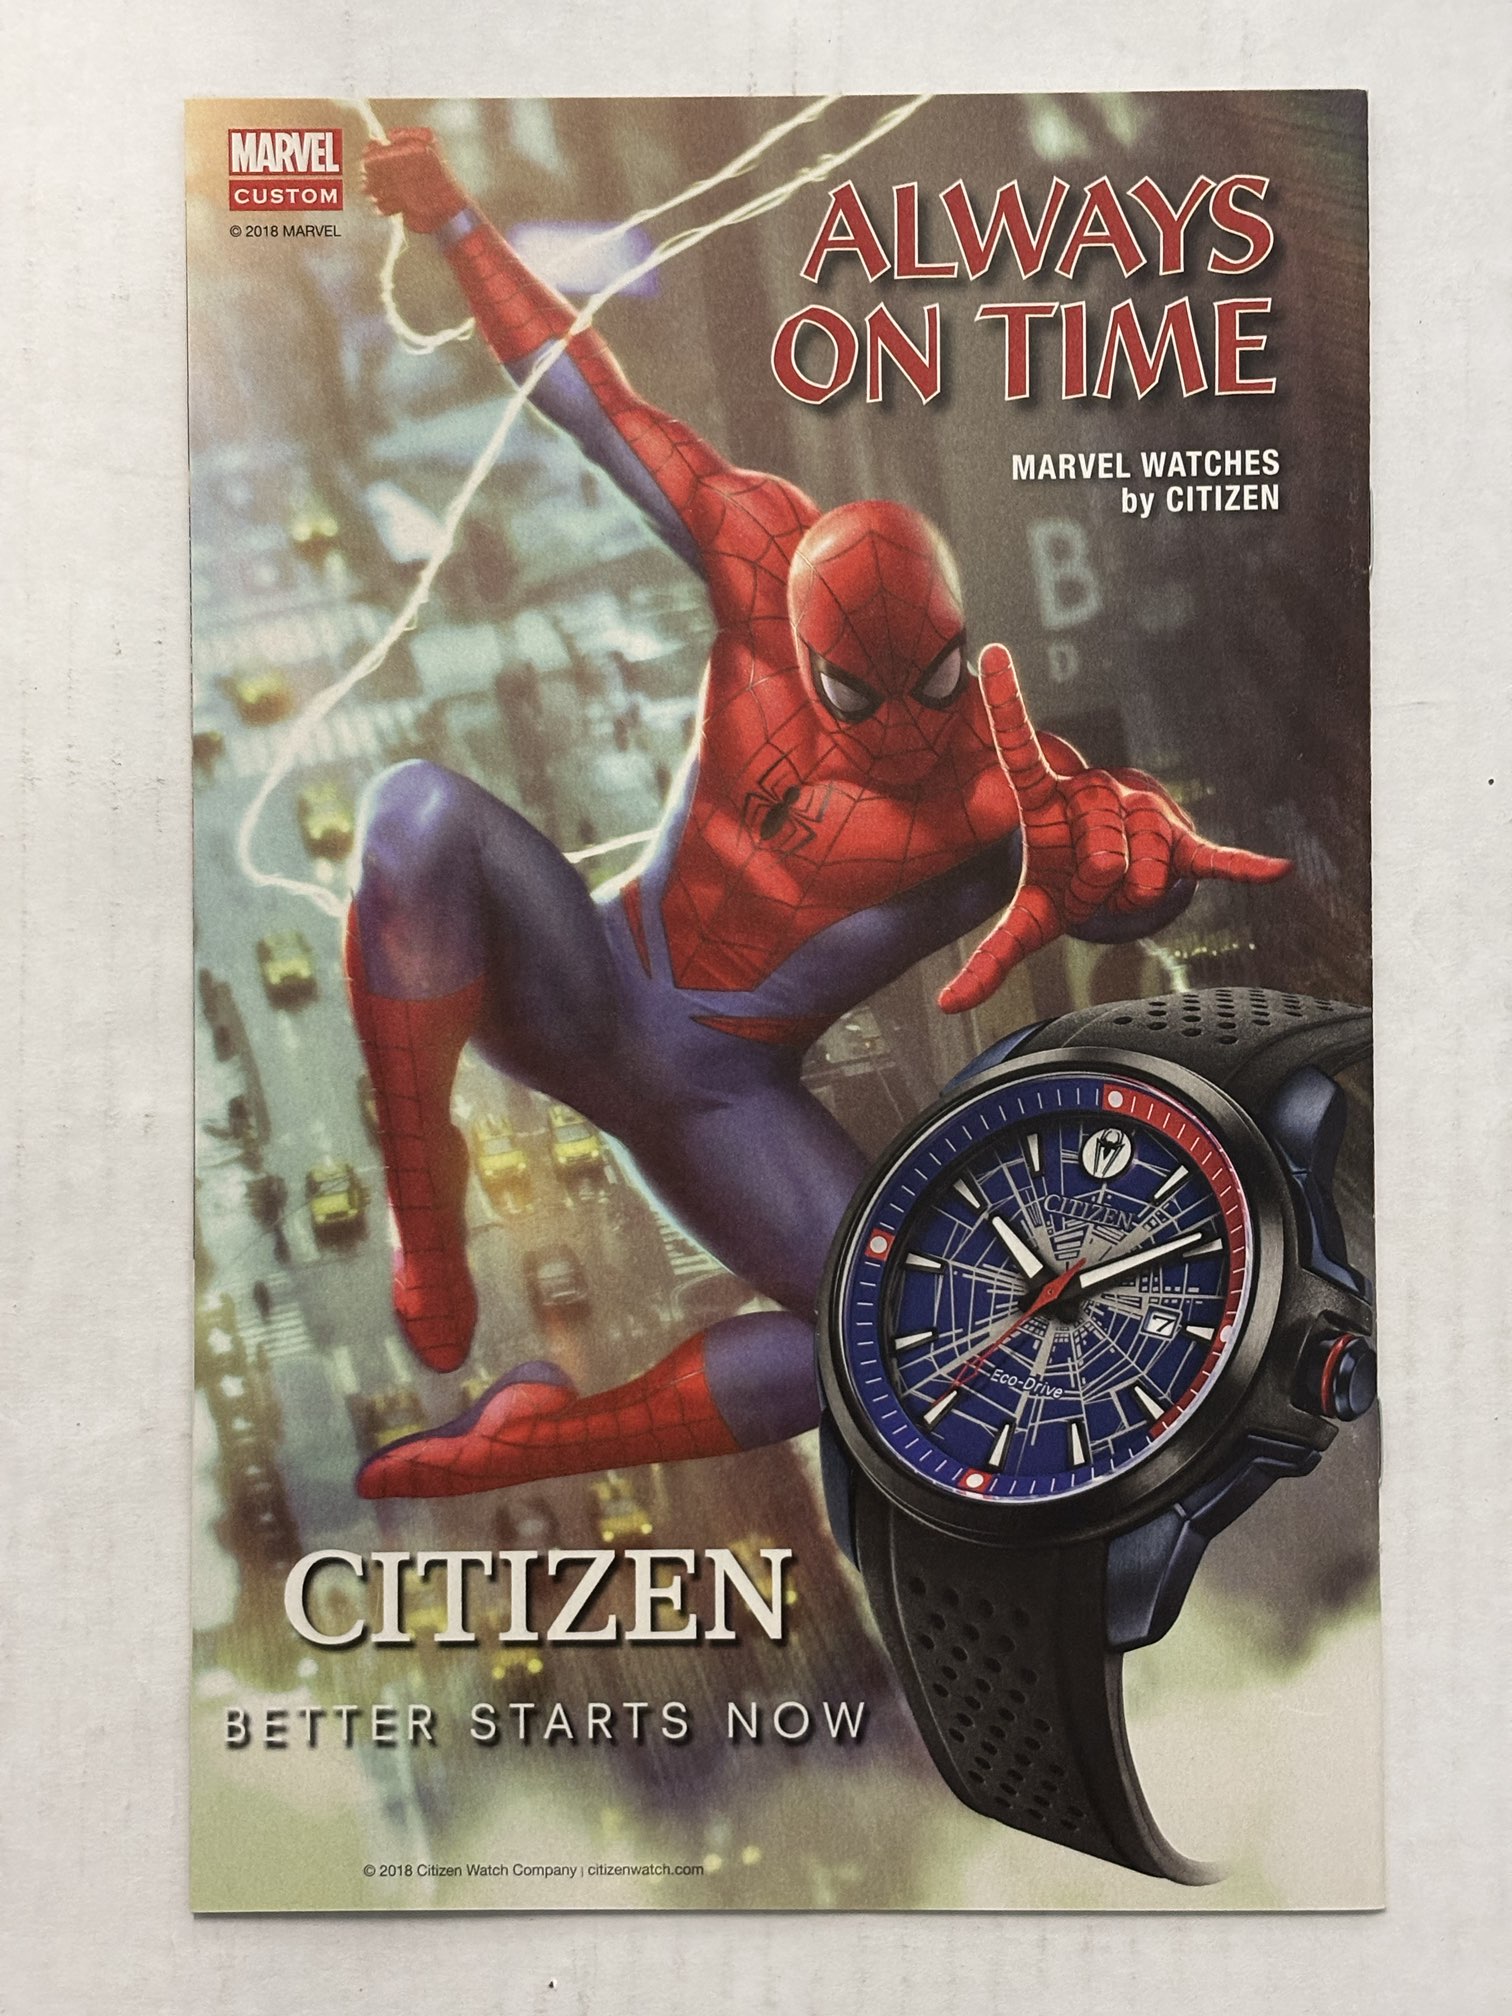 MARVEL
CUSTOM
© 2018 MARVEL
ALWAYS
ON TIME
MARVEL WATCHES
by CITIZEN
B
D
CITIZEN
7
Eco-Drive
CITIZEN
BETTER STARTS NOW
© 2018 Citizen Watch Company | citizenwatch.com